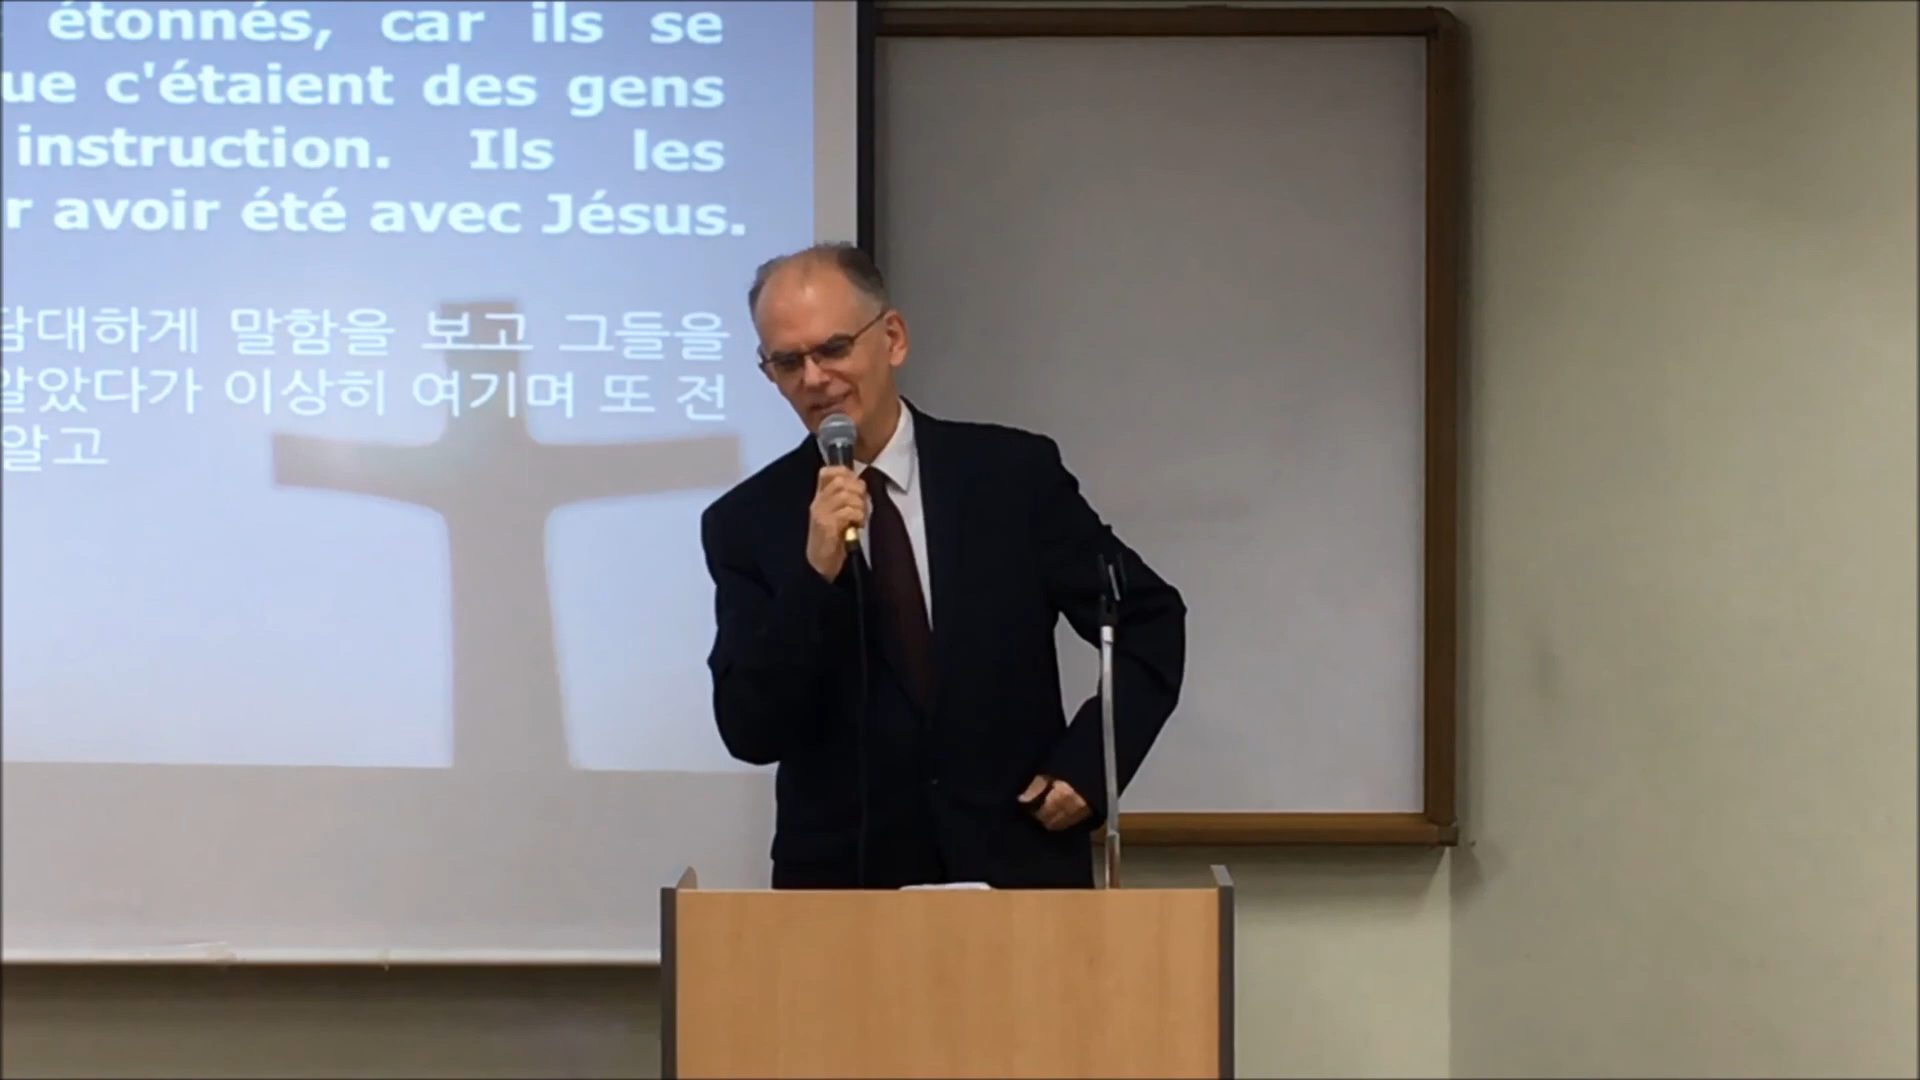 étonnés, car ils se
c'étaient des gens
instruction. Ils les
avoir été avec Jésus.
담대하게 말함을 보고 그들을
알았다가 이상히 여기며 또 전
알고